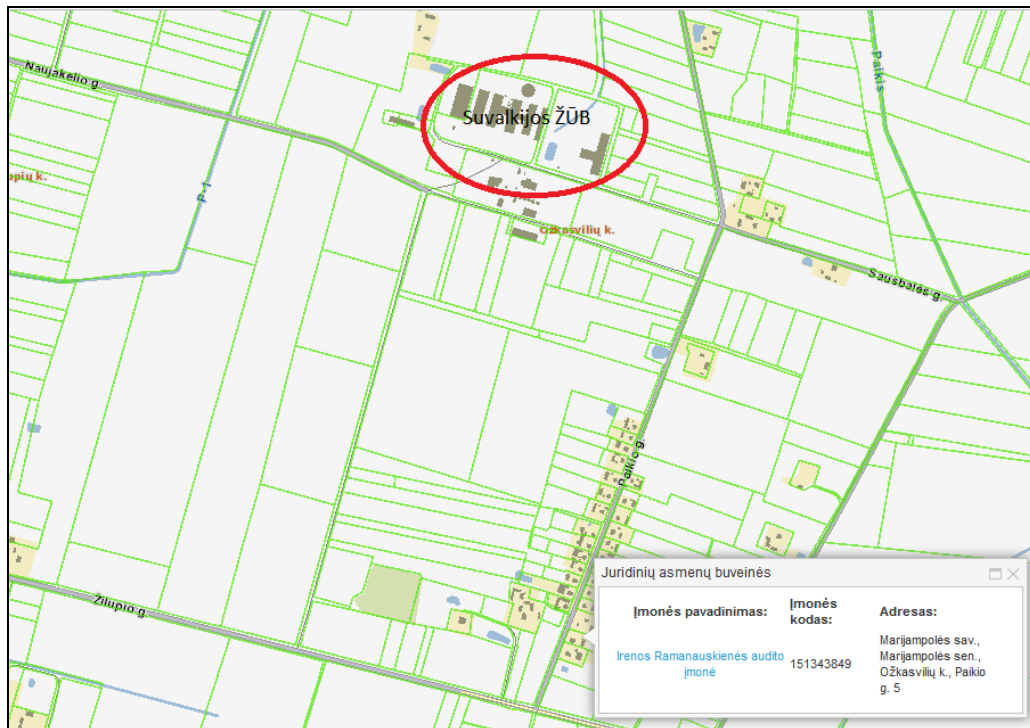 Naujakelio g.
Paikis
Suvalkijos ŽŪB
opių k.
P-1
Ožkasvilių k.
Sausbalės g.
Paikio g.
Žilupio g.
Juridinių asmenų buveinės
Įmonės pavadinimas:
Įmonės
kodas:
Adresas:
Irenos Ramanauskienės audito
įmonė
151343849
Marijampolės sav.,
Marijampolės sen.,
Ožkasvilių k., Paikio
g. 5